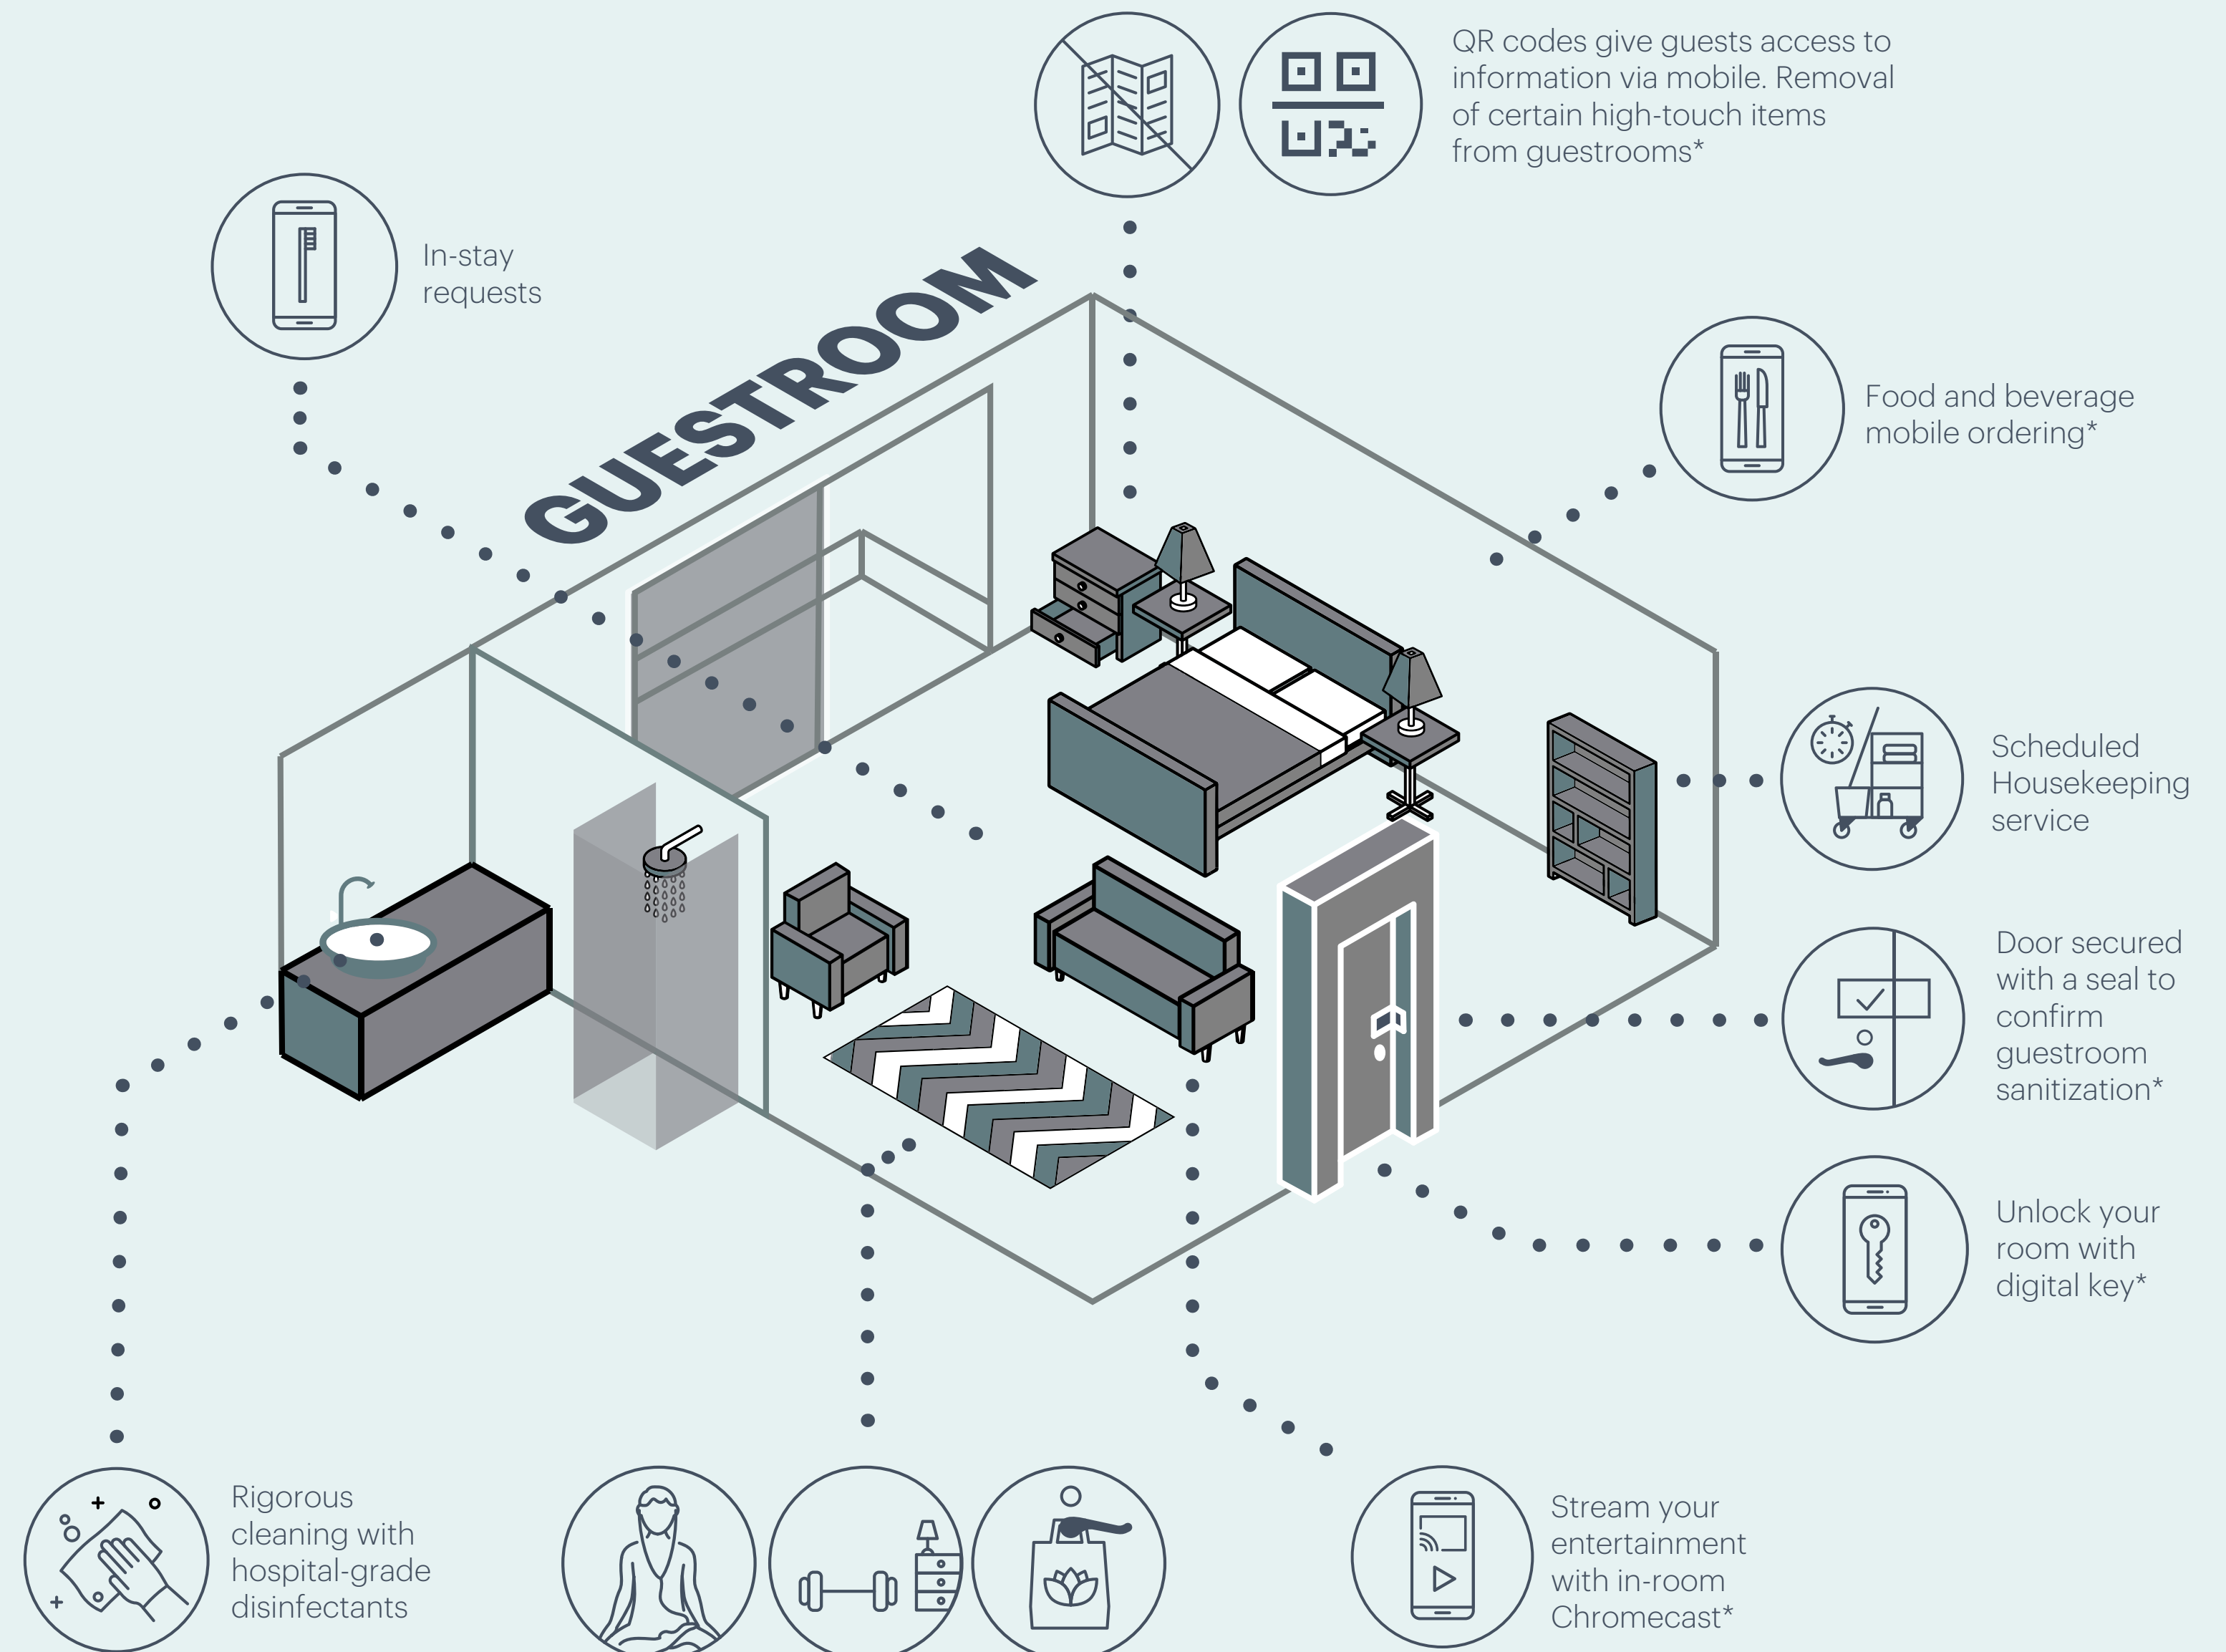 QR codes give guests access to
information via mobile. Removal
of certain high-touch items
from guestrooms*
In-stay
requests
GUESTROOM
Food and beverage
mobile ordering*
Scheduled
Housekeeping
service
Door secured
with a seal to
confirm
guestroom
sanitization*
Unlock your
room with
digital key*
Rigorous
cleaning with
hospital-grade
disinfectants
Stream your
entertainment
with in-room
Chromecast*